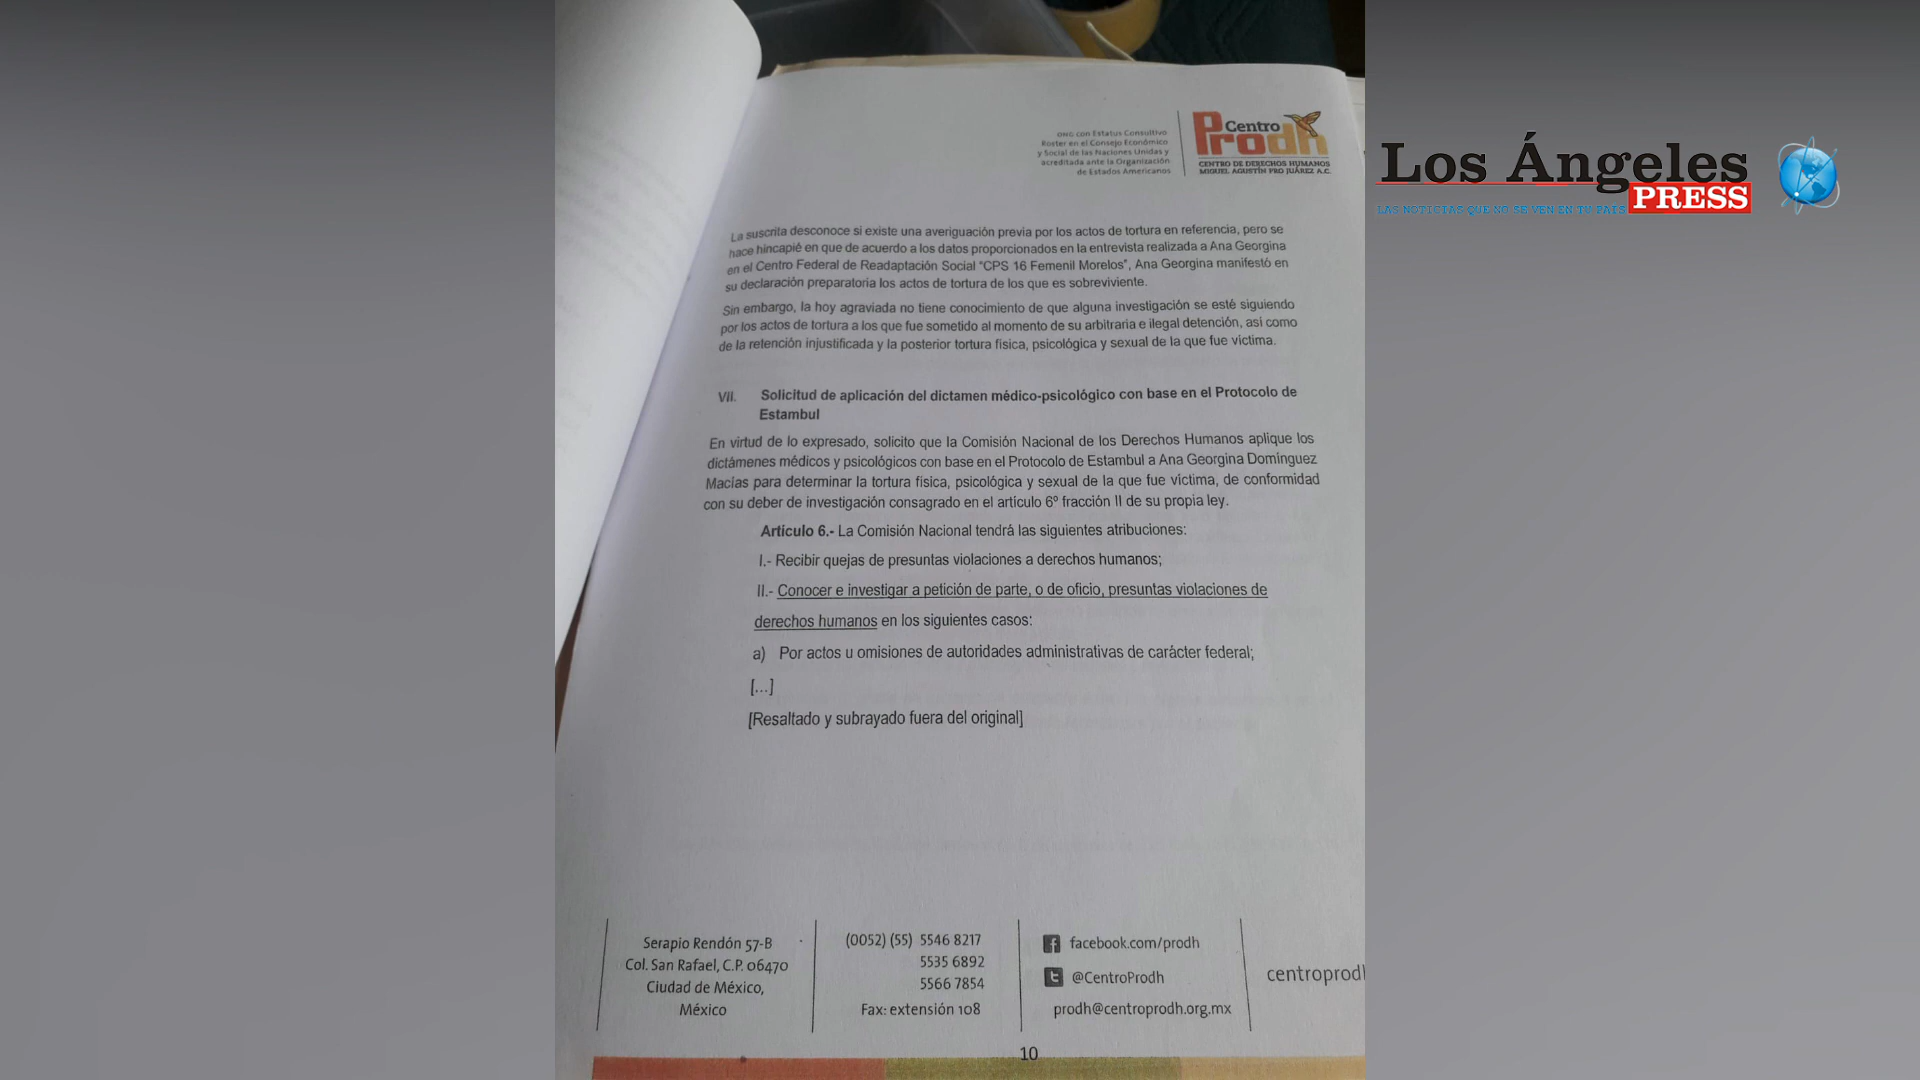 ONG con Estatus Consultivo
Roster en el Consejo Económico
y Social de las Naciones Unidas y
acreditada ante la Organización
de Estados Americanos
Centro
Prodh
CENTRO DE DERECHOS HUMANOS
MIGUEL AGUSTÍN PRO JUÁREZ A.C.
Los Ángeles
PRESS
LAS NOTICIAS QUE NO SE VEN EN TU PAÍS
La suscrita desconoce si existe una averiguación previa por los actos de tortura en referencia, pero se
hace hincapié en que de acuerdo a los datos proporcionados en la entrevista realizada a Ana Georgina
en el Centro Federal de Readaptación Social "CPS 16 Femenil Morelos", Ana Georgina manifestó en
su declaración preparatoria los actos de tortura de los que es sobreviviente.
Sin embargo, la hoy agraviada no tiene conocimiento de que alguna investigación se esté siguiendo
por los actos de tortura a los que fue sometido al momento de su arbitraria e ilegal detención, así como
de la retención injustificada y la posterior tortura física, psicológica y sexual de la que fue víctima.
VII. Solicitud de aplicación del dictamen médico-psicológico con base en el Protocolo de
Estambul
En virtud de lo expresado, solicito que la Comisión Nacional de los Derechos Humanos aplique los
dictámenes médicos y psicológicos con base en el Protocolo de Estambul a Ana Georgina Domínguez
Macías para determinar la tortura física, psicológica y sexual de la que fue víctima, de conformidad
con su deber de investigación consagrado en el artículo 6º fracción II de su propia ley.
Artículo 6.- La Comisión Nacional tendrá las siguientes atribuciones:
I.- Recibir quejas de presuntas violaciones a derechos humanos;
II.- Conocer e investigar a petición de parte, o de oficio, presuntas violaciones de
derechos humanos en los siguientes casos:
a) Por actos u omisiones de autoridades administrativas de carácter federal;
[...]
[Resaltado y subrayado fuera del original]
Serapio Rendón 57-B
Col. San Rafael, C.P. 06470
Ciudad de México,
México
(0052) (55) 5546 8217
5535 6892
5566 7854
Fax: extensión 108
facebook.com/prodh
@CentroProdh
prodh@centroprodh.org.mx
centroprodh
10